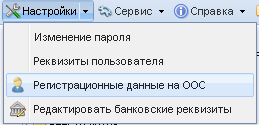 Настройки Сервис Справка
Изменение пароля
Реквизиты пользователя
Регистрационные данные на ООС
Редактировать банковские реквизиты